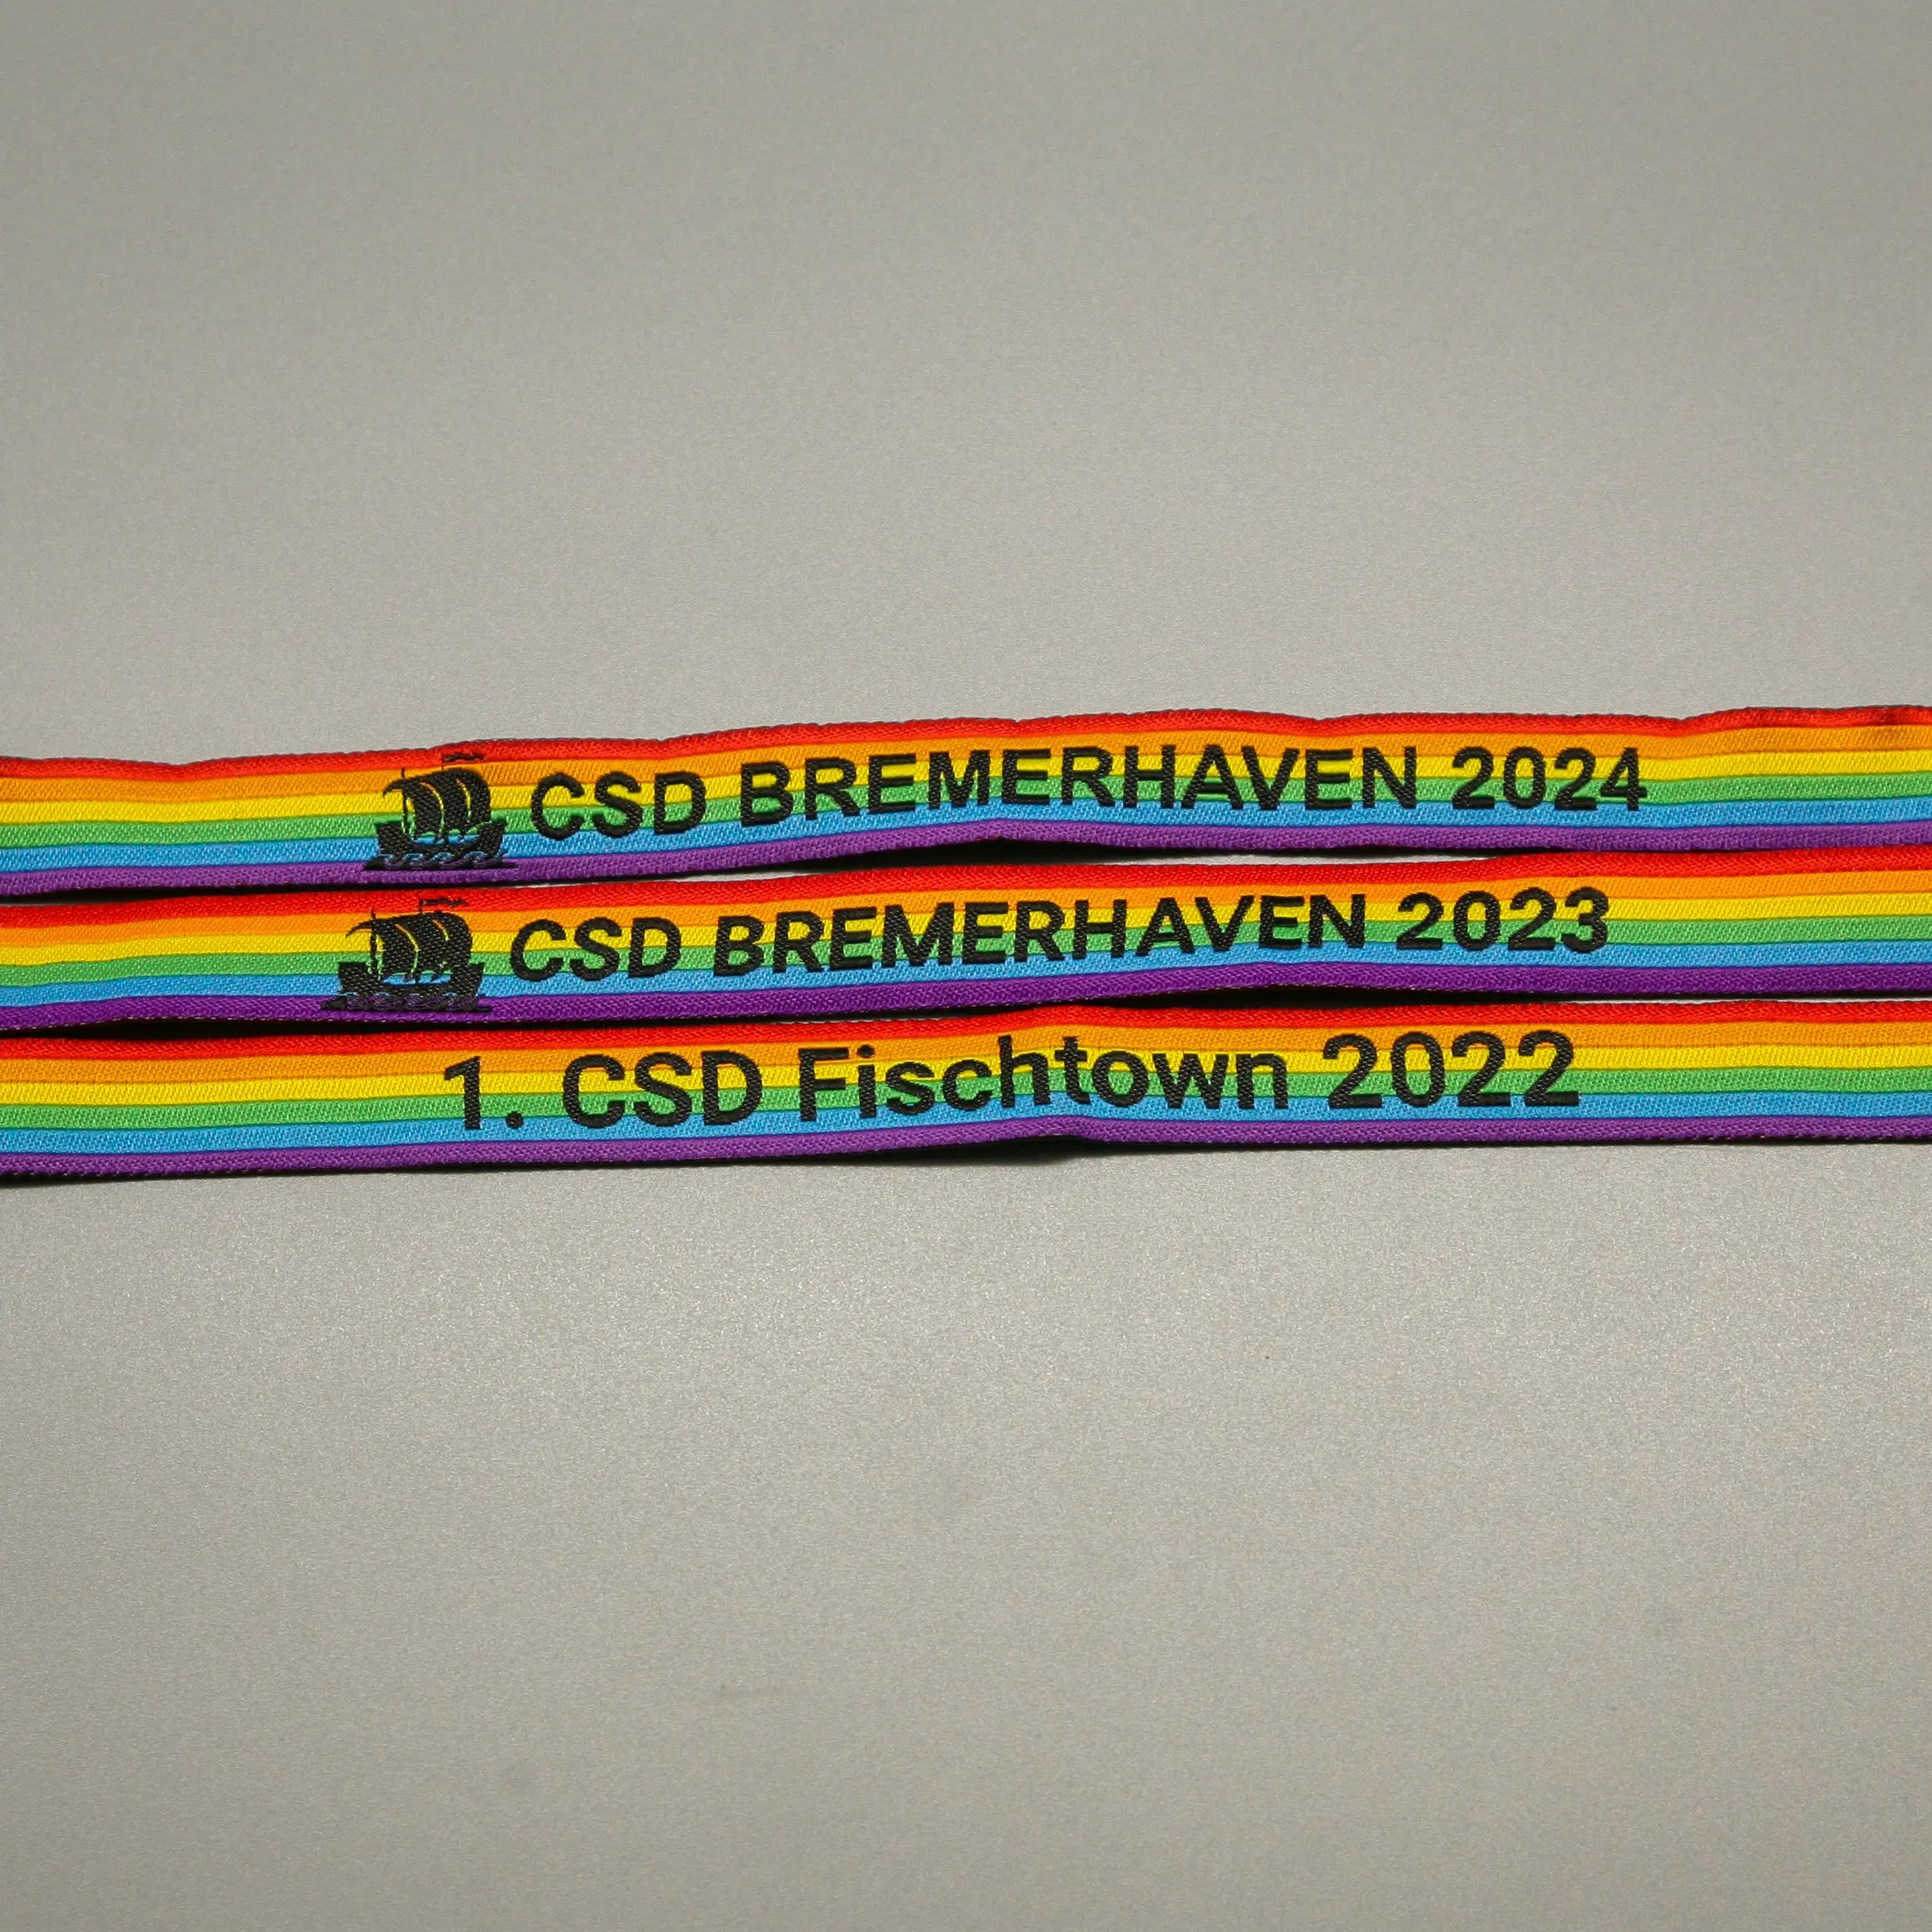 CSD BREMERHAVEN 2024
CSD BREMERHAVEN 2023
1. CSD Fischtown 2022